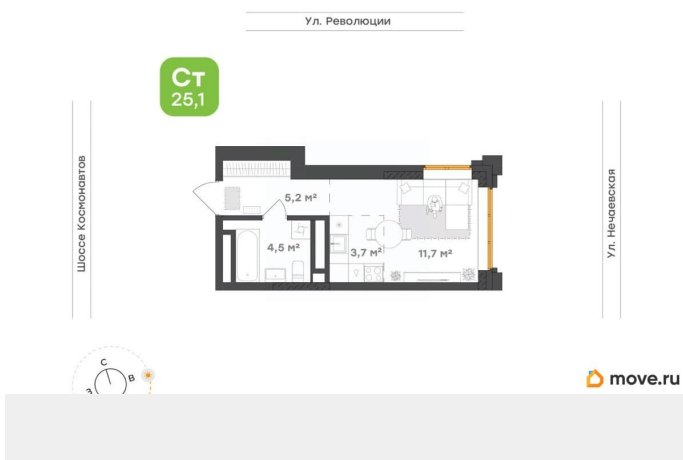 Ул. Революции
Ст
25,1
Шоссе Космонавтов
Ул. Нечаевская
5,2 м²
4,5 м²
3,7 м²
11,7 м²
С
В
З
move.ru